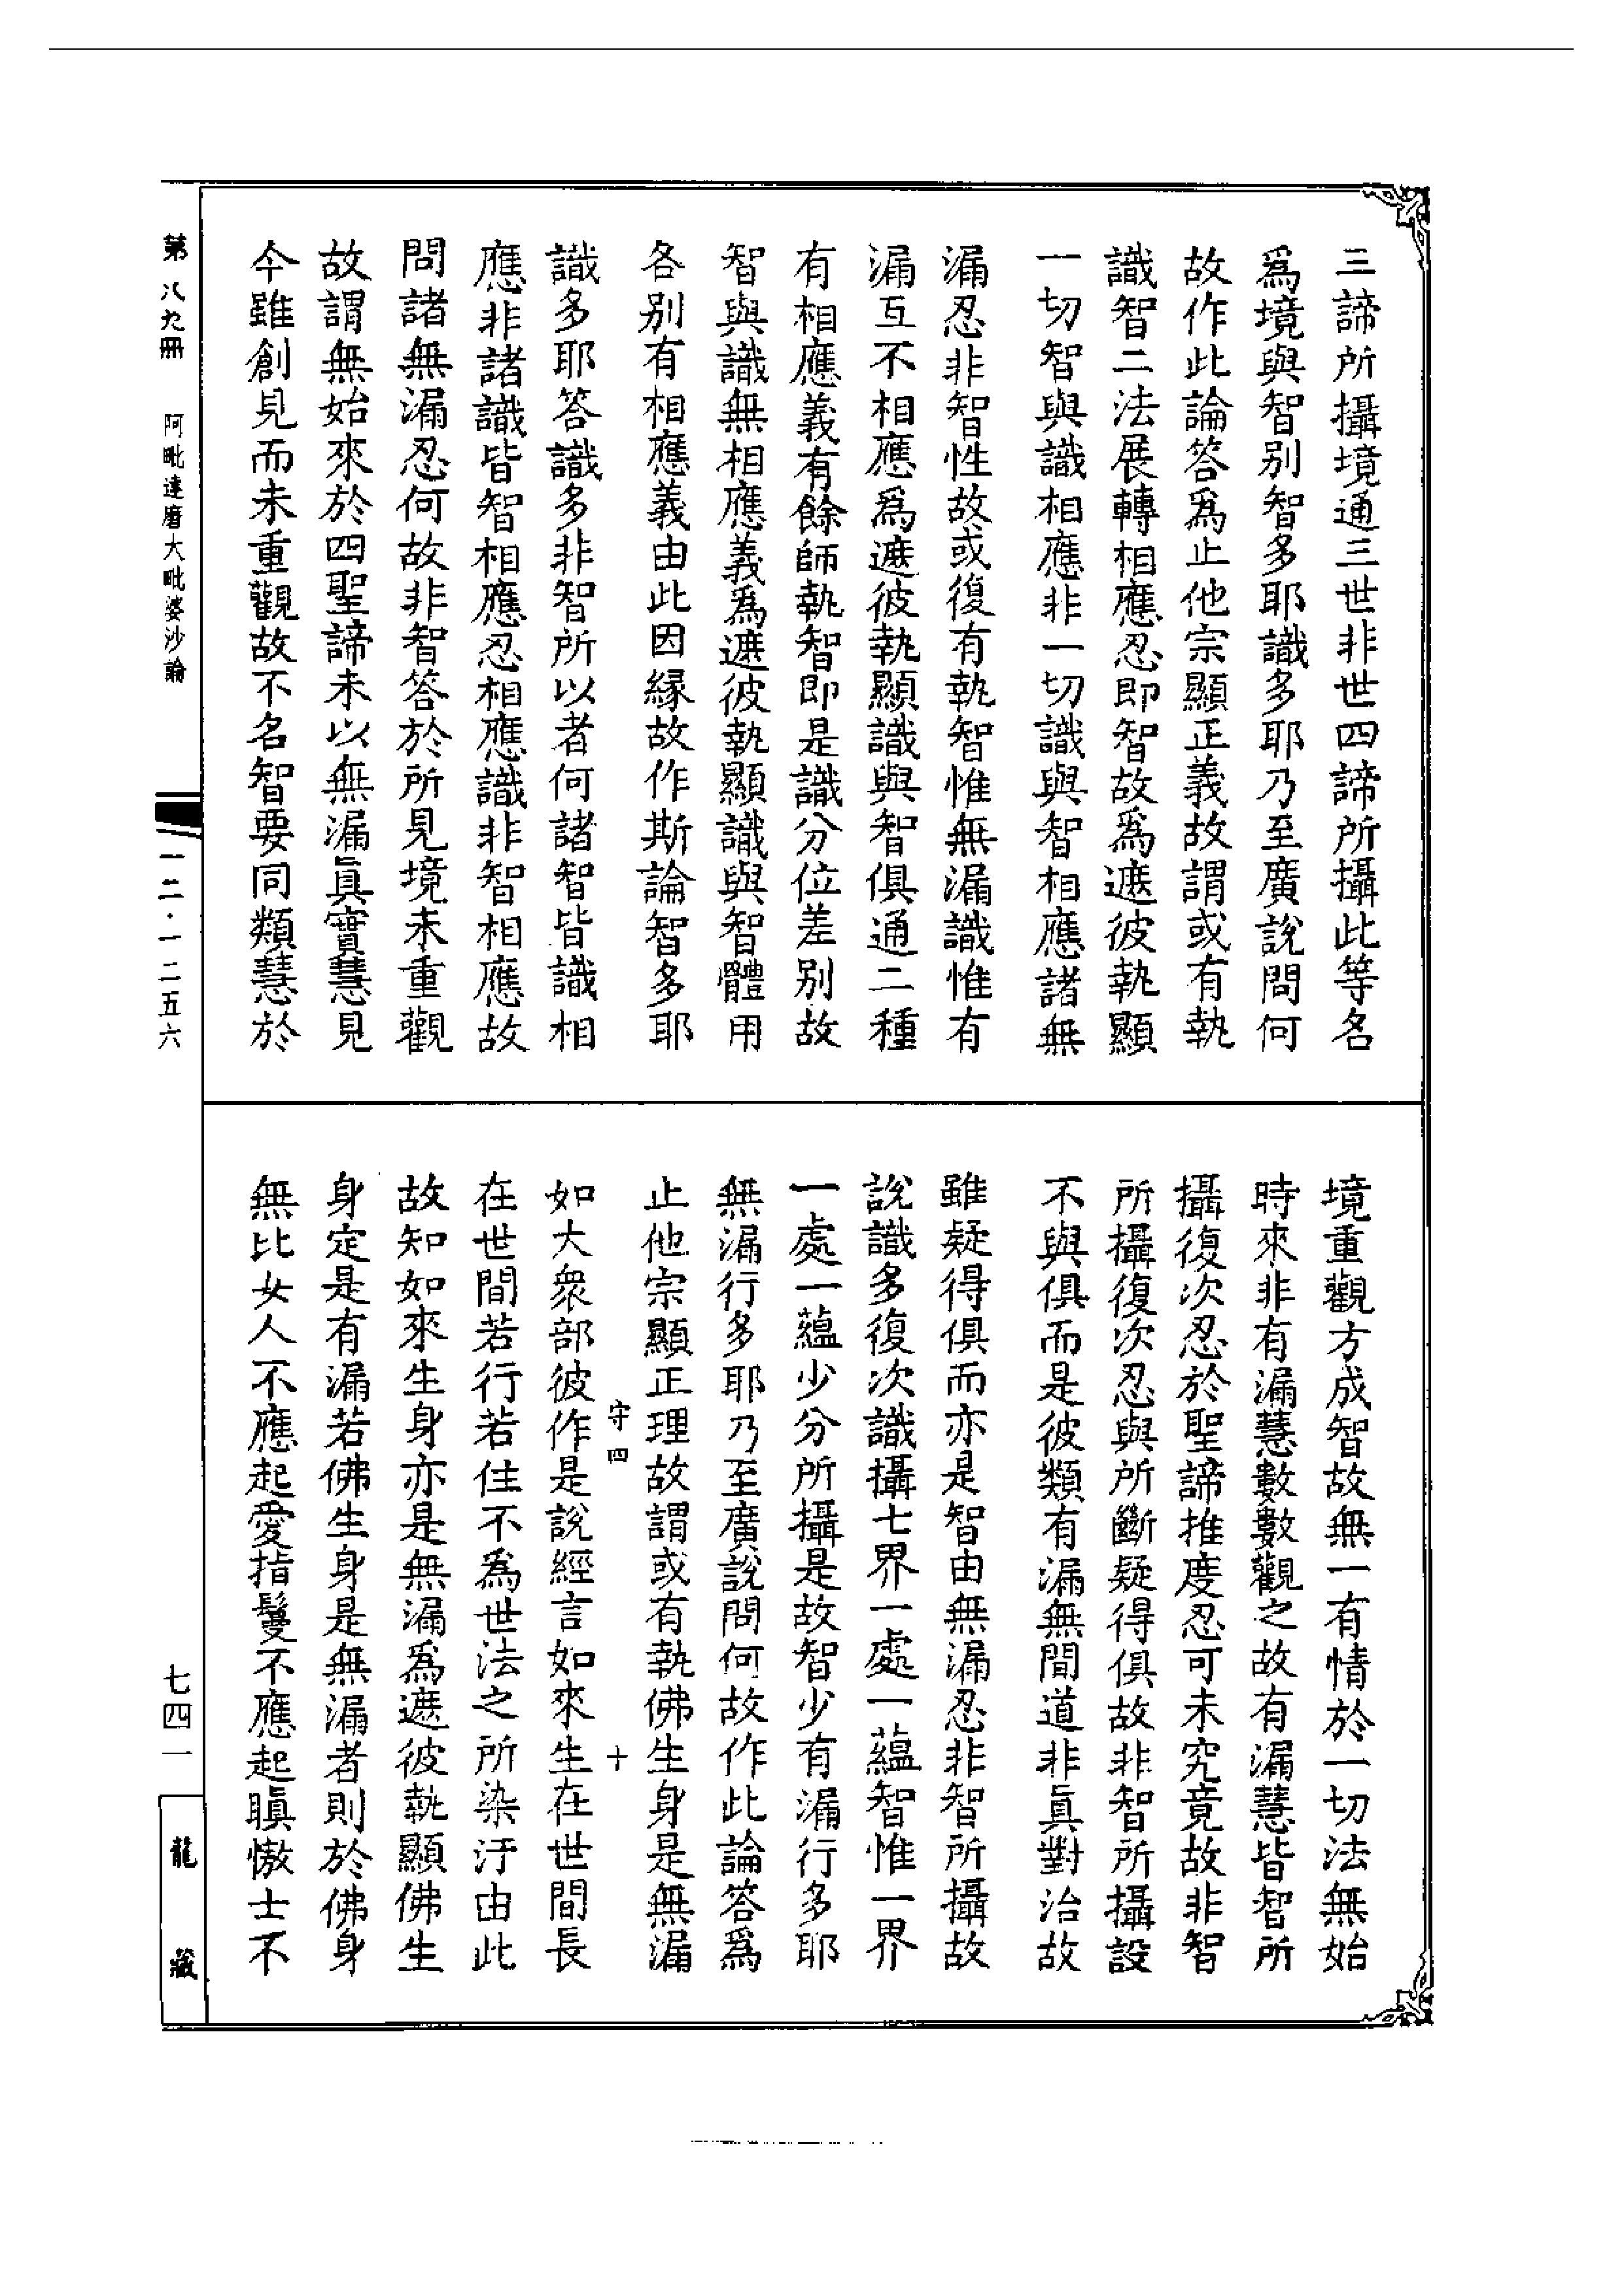 三諦所攝境通三世非世四諦所攝此等名
爲境與智别智多耶識多耶乃至廣說問何
故作此論答爲止他宗顯正義故謂或有執
識智二法展轉相應忍即智故爲遮彼執顯
一切智與識相應非一切識與智相應諸無
漏忍非智性故或復有執智惟無漏識惟有
漏互不相應爲遮彼執顯識與智俱通二種
有相應義有餘師執智即是識分位差别故
智與識無相應義爲遮彼執顯識與智體用
各别有相應義由此因緣故作斯論智多耶
識多耶答識多非智所以者何諸智皆識相
應非諸識皆智相應忍相應識非智相應故
問諸無漏忍何故非智答於所見境未重觀
故謂無始來於四聖諦未以無漏眞實慧見
今雖創見而未重觀故不名智要同類慧於
境重觀方成智故無一有情於一切法無始
時來非有漏慧數數觀之故有漏慧皆智所
攝復次忍於聖諦推度忍可未究竟故非智
所攝復次忍與所斷疑得俱故非智所攝設
不與俱而是彼類有漏無間道非眞對治故
雖疑得俱而亦是智由無漏忍非智所攝故
說識多復次識攝七界一處一蘊智惟一界
一處一蘊少分所攝是故智少有漏行多耶
無漏行多耶乃至廣說問何故作此論答爲
止他宗顯正理故謂或有執佛生身是無漏
守四 十
如大衆部彼作是說經言如來生在世間長
在世間若行若住不爲世法之所染汙由此
故知如來生身亦是無漏爲遮彼執顯佛生
身定是有漏若佛生身是無漏者則於佛身
無比女人不應起愛指鬘不應起瞋憿士不
第八九冊 阿毗達磨大毗婆沙論
一二·一二五六
七四一
龍藏